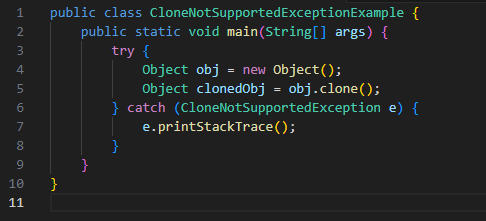 1 public class CloneNotSupportedExceptionExample {
2     public static void main(String[] args) {
3         try {
4             Object obj = new Object();
5             Object clonedObj = obj.clone();
6         } catch (CloneNotSupportedException e) {
7             e.printStackTrace();
8         }
9     }
10 }
11